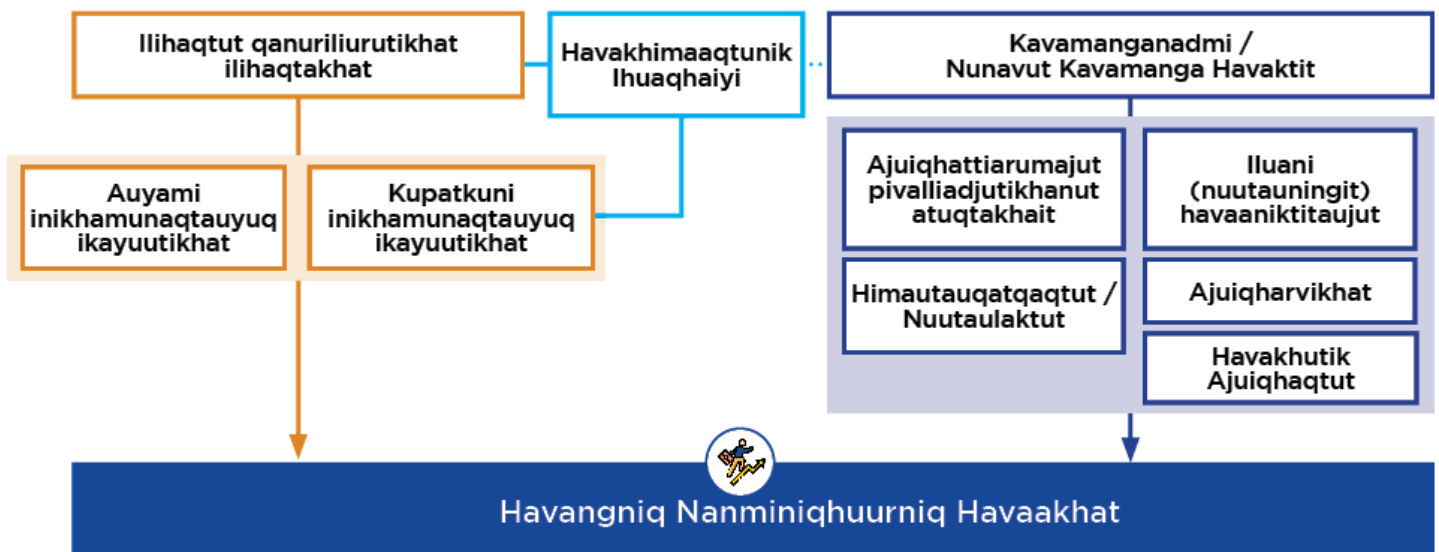 Ilihaqtut qanuriliurutikhat
ilihaqtakhat
Havakhimaaqtunik
Ihuaqhaiyi
Kavamanganadmi /
Nunavut Kavamanga Havaktit
Auyami
inikhamunaqtauyuq
ikayuutikhat
Kupatkuni
inikhamunaqtauyuq
ikayuutikhat
Ajuiqhattiarumajut
pivalliadjutikhanut
atuqtakhait
Iluani
(nuutauningit)
havaaniktitaujut
Himautauqatqaqtut /
Nuutaulaktut
Ajuiqharvikhat
Havakhutik
Ajuiqhaqtut
Havangniq Nanminiqhuurniq Havaakhat